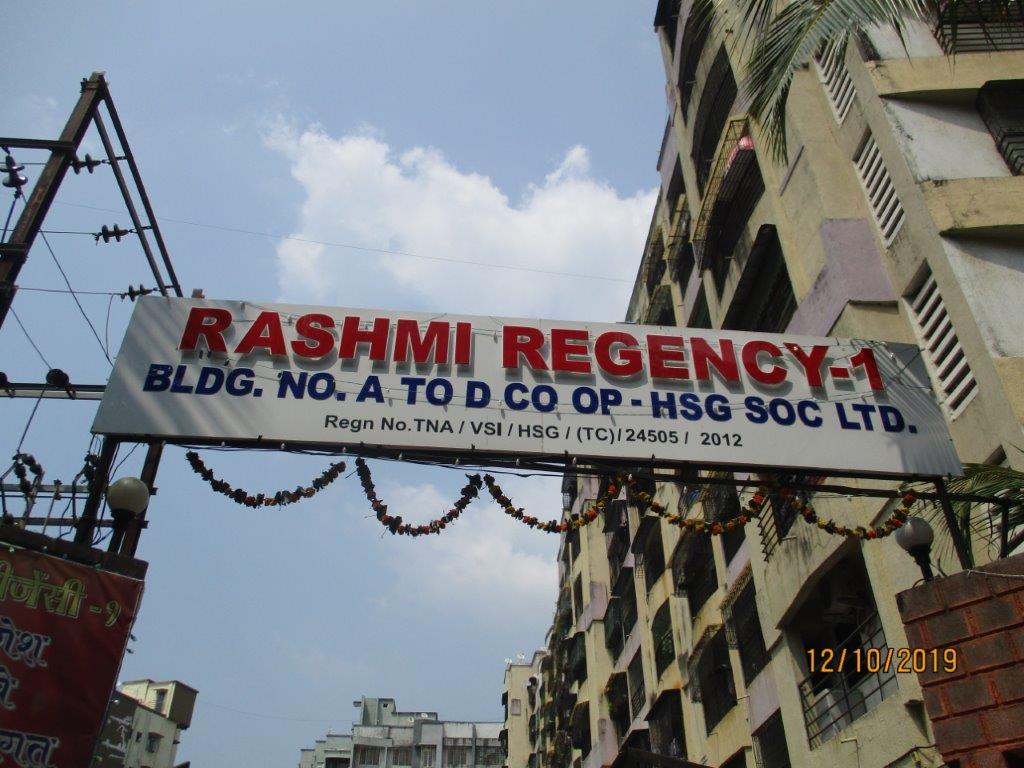 RASHMI REGENCY-1
BLDG. NO. A TO D CO OP - HSG SOC LTD.
Regn No.TNA / VSI / HSG / (TC)/ 24505 / 2012
12/10/2019